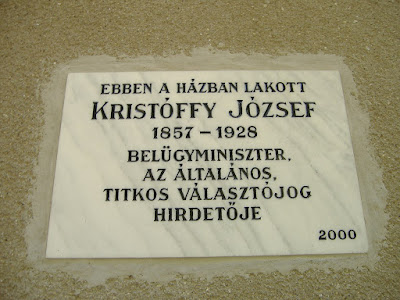 EBBEN A HÁZBAN LAKOTT
KRISTÓFFY JÓZSEF
1857 – 1928
BELÜGYMINISZTER,
AZ ÁLTALÁNOS,
TITKOS VÁLASZTÓJOG
HIRDETŐJE
2000